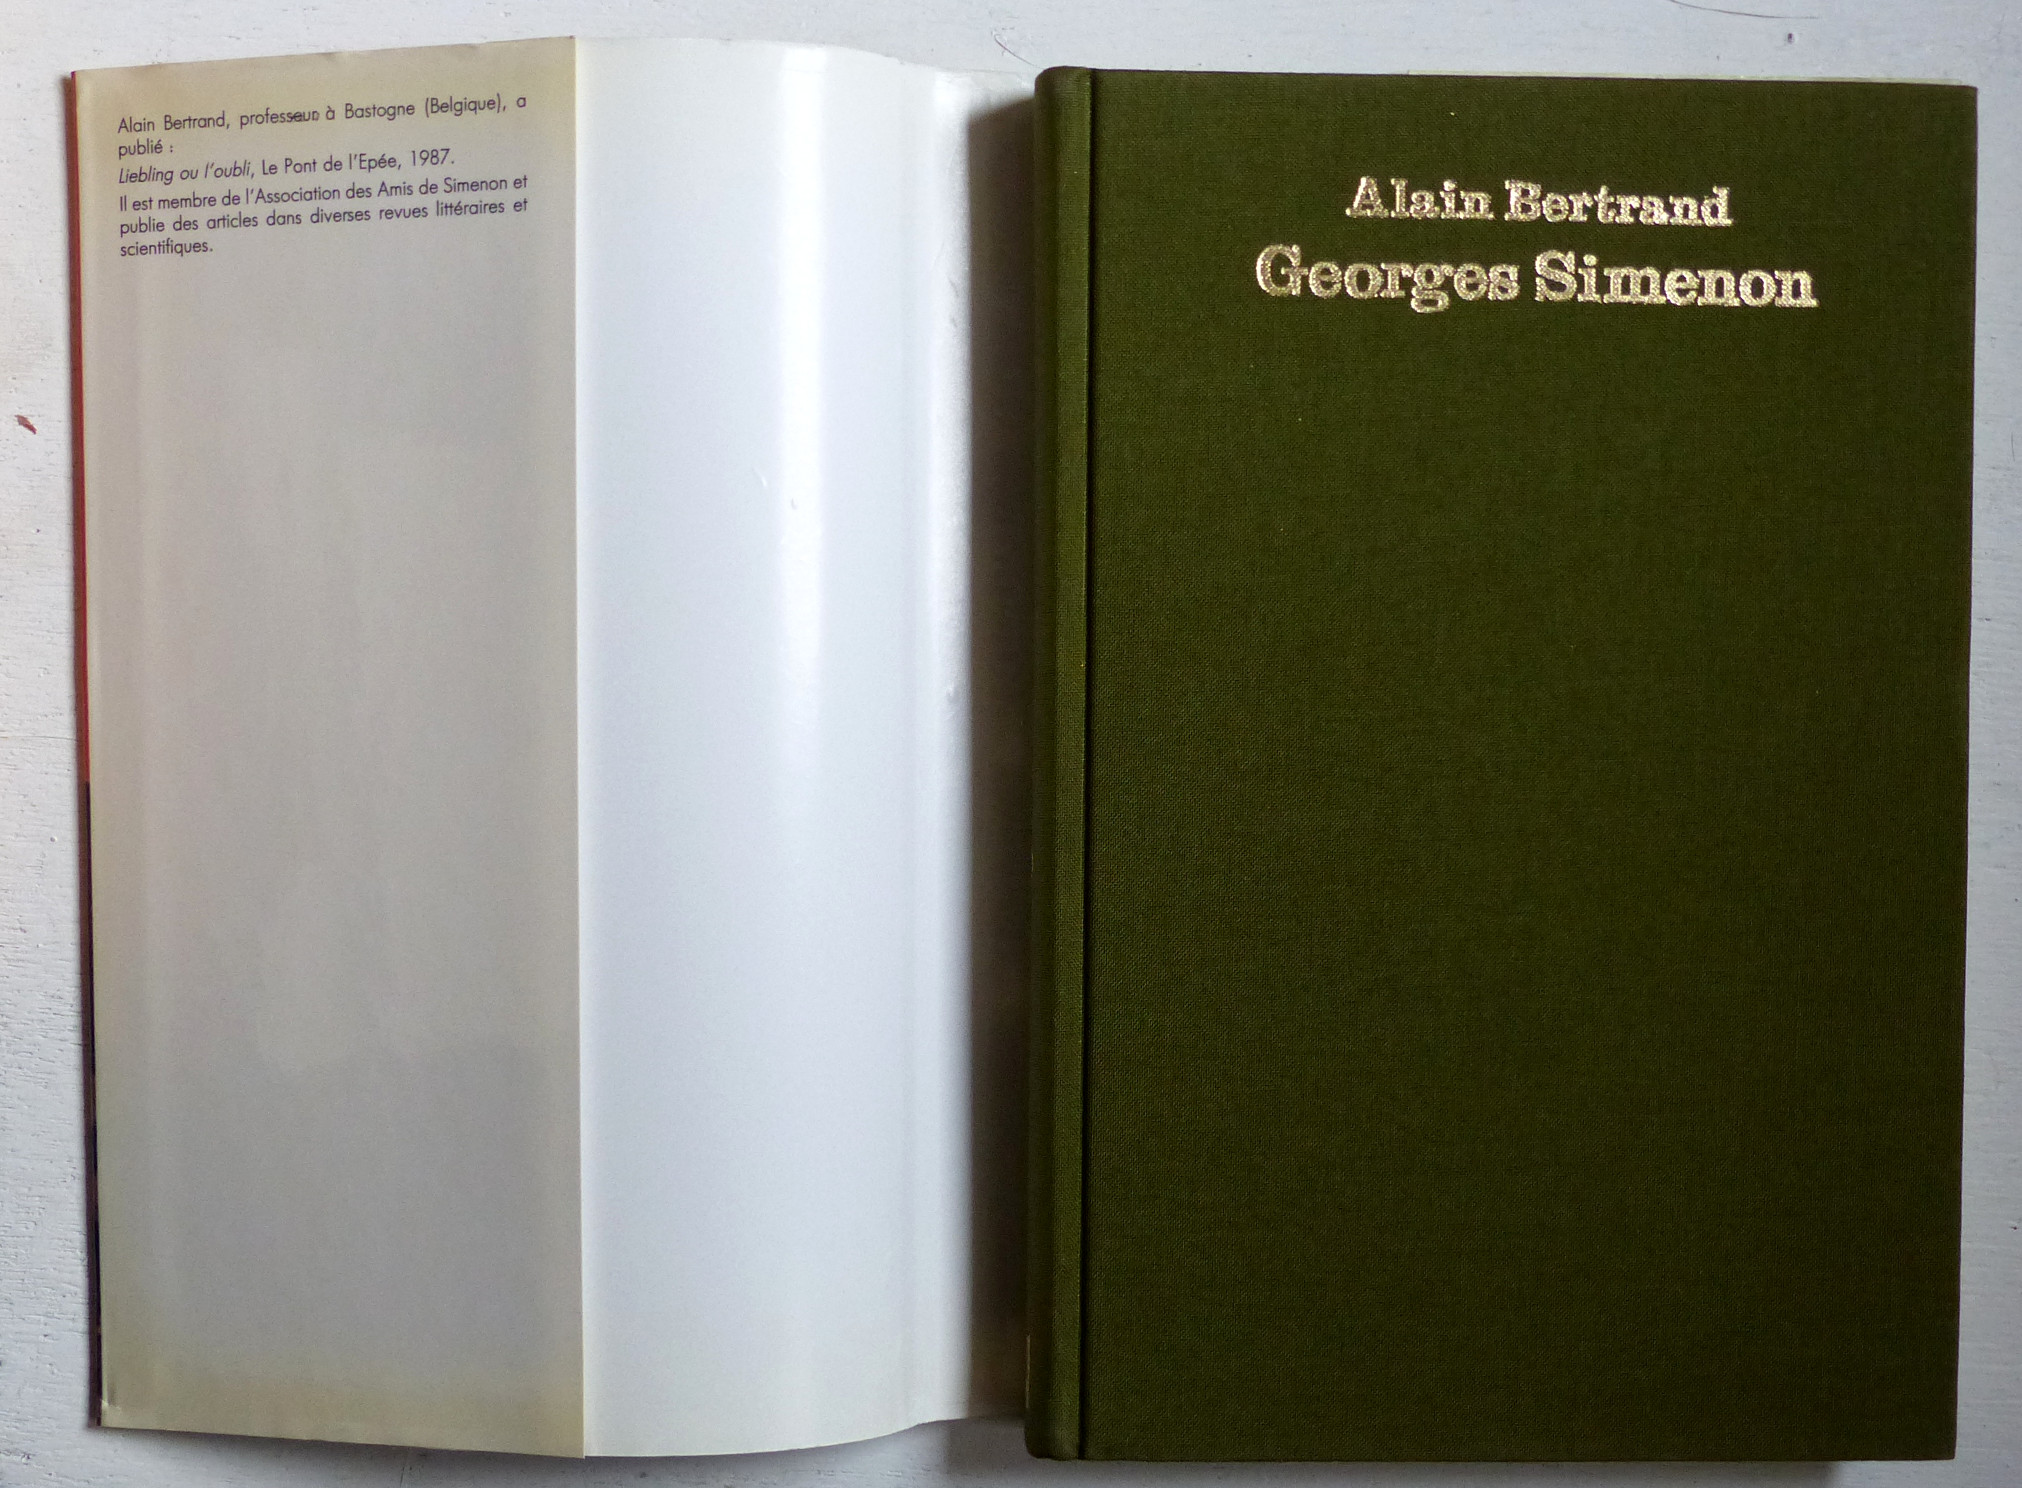 Alain Bertrand, professeur à Bastogne (Belgique), a
publié :
Liebling ou l'oubli, Le Pont de l'Epée, 1987.
Il est membre de l'Association des Amis de Simenon et
publie des articles dans diverses revues littéraires et
scientifiques.
Alain Bertrand
Georges Simenon